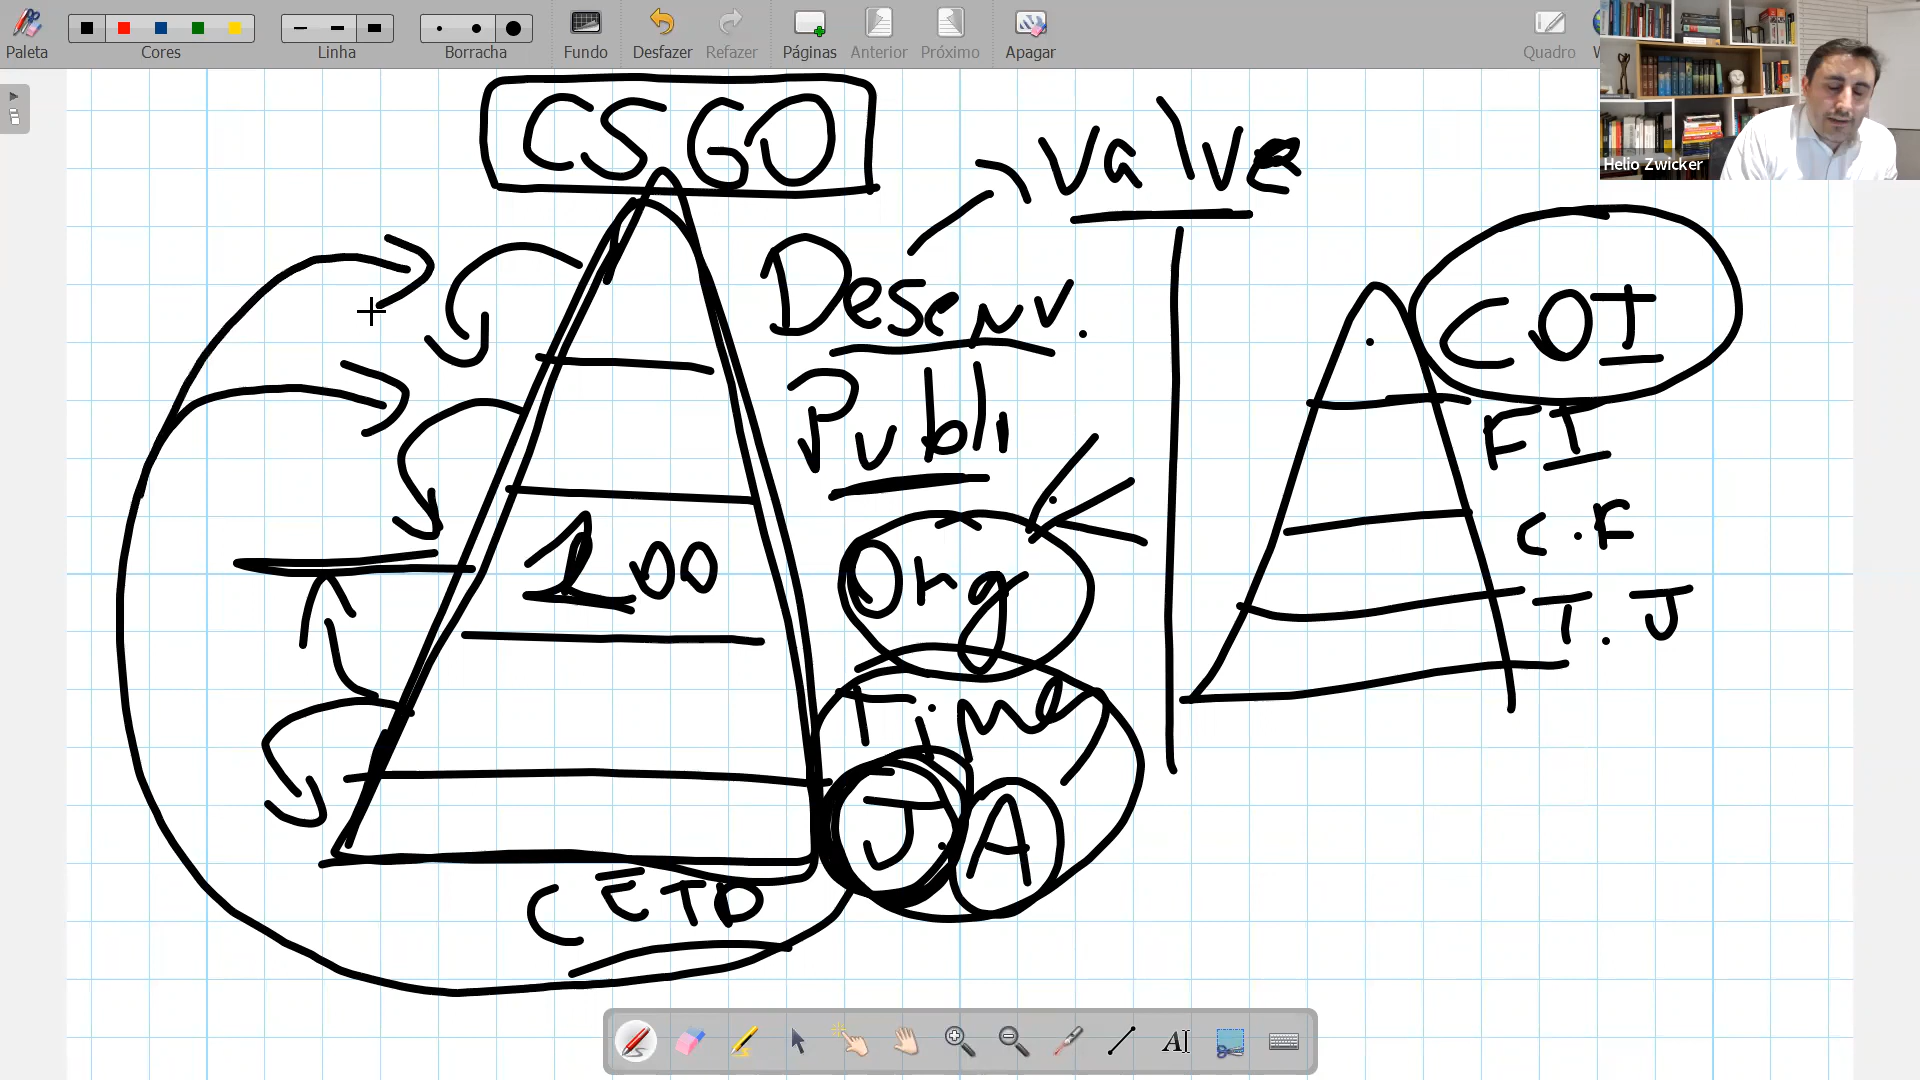 Paleta Cores Linha Borracha Fundo Desfazer Refazer Páginas Anterior Próximo Apagar Quadro
Helio Zwicker
CSGO
Valve
Desenv.
Publi
100
Org
Time
J. A
CETD
COI
FI
C.F
T.J
AI